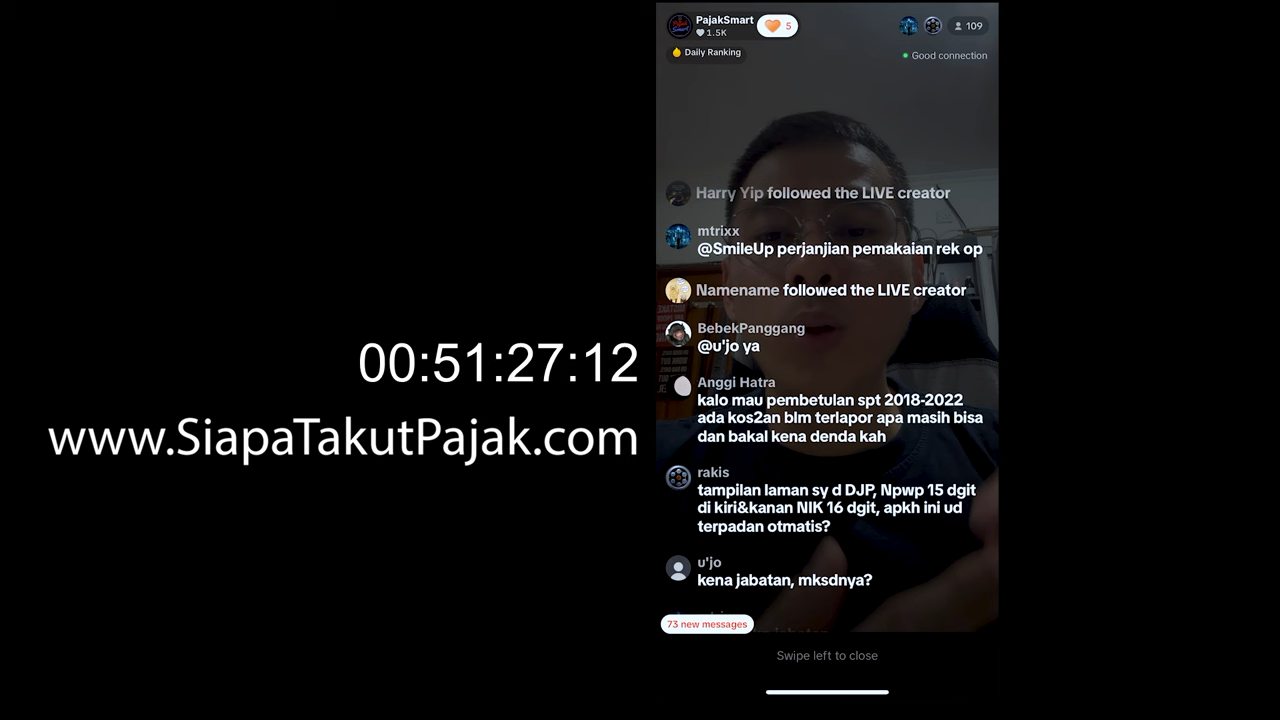 00:51:27:12
www.SiapaTakutPajak.com
PajakSmart
1.5K
5
109
Daily Ranking
Good connection
Harry Yip followed the LIVE creator
mtrixx
@SmileUp perjanjian pemakaian rek op
Namename followed the LIVE creator
BebekPanggang
@u'jo ya
Anggi Hatra
kalo mau pembetulan spt 2018-2022
ada kos2an blm terlapor apa masih bisa
dan bakal kena denda kah
rakis
tampilan laman sy d DJP, Npwp 15 dgit
di kiri&kanan NIK 16 dgit, apkh ini ud
terpadan otmatis?
u'jo
kena jabatan, mksdnya?
73 new messages
Swipe left to close